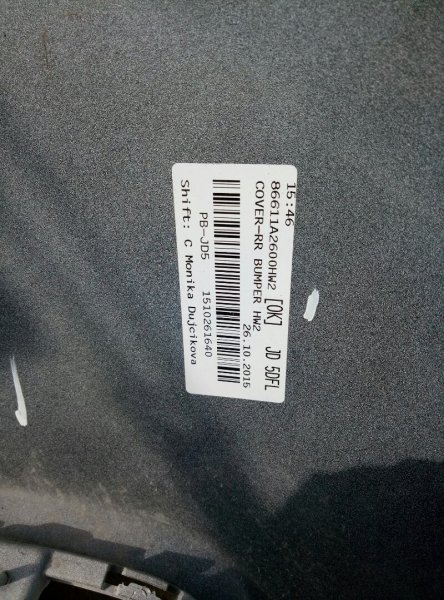 15:46
86611A2600HW2 [OK] JD 5DFL
COVER-RR BUMPER HW2
26.10.2015
PB-JD5 1510261640
Shift: C Monika Dujcikova